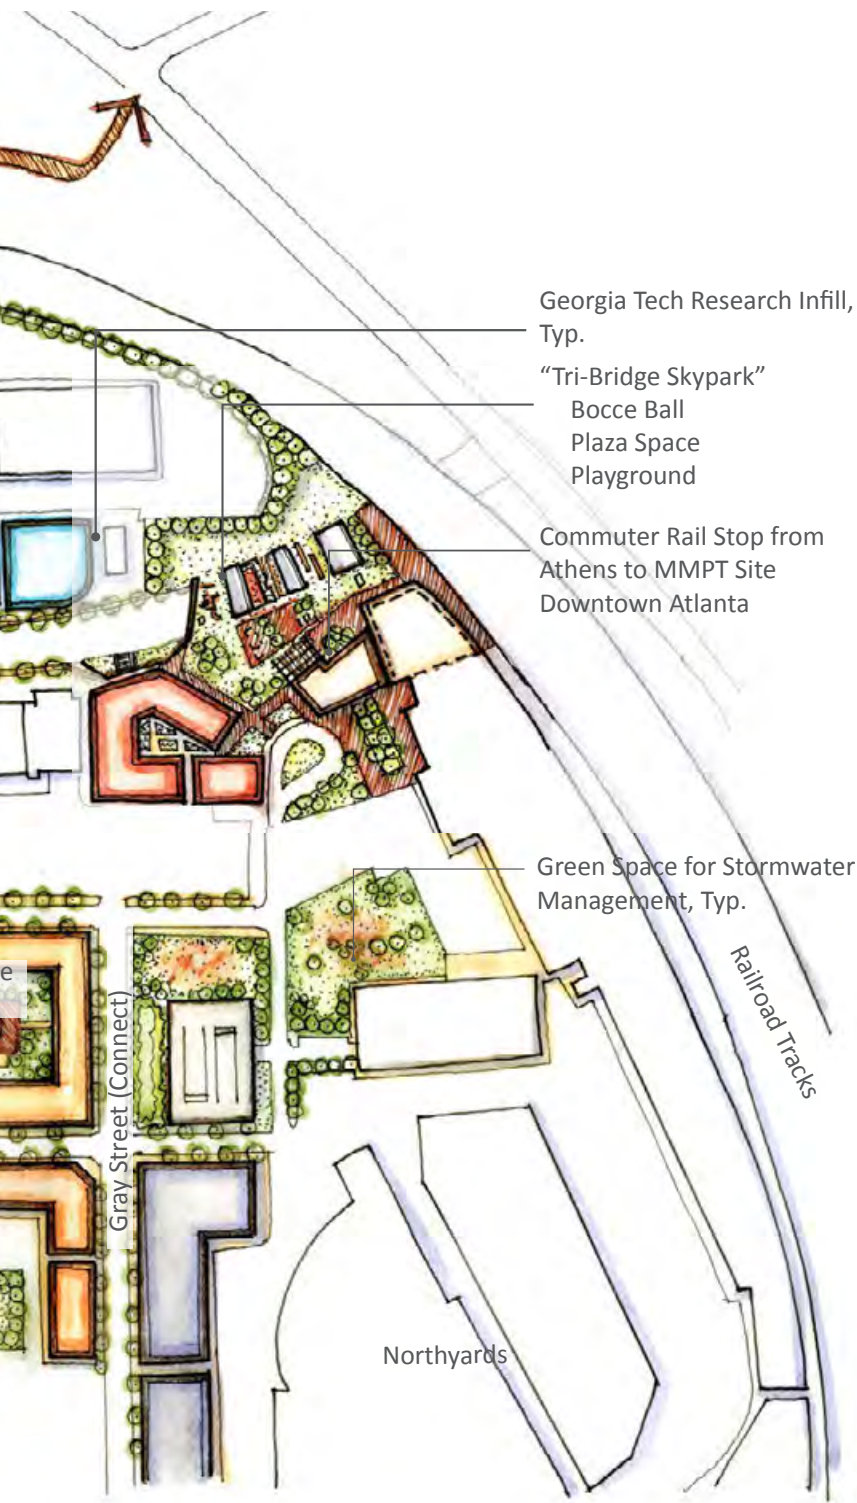 Georgia Tech Research Infill,
Typ.
“Tri-Bridge Skypark”
Bocce Ball
Plaza Space
Playground
Commuter Rail Stop from
Athens to MMPT Site
Downtown Atlanta
Green Space for Stormwater
Management, Typ.
Railroad Tracks
e
Gray Street (Connect)
Northyards